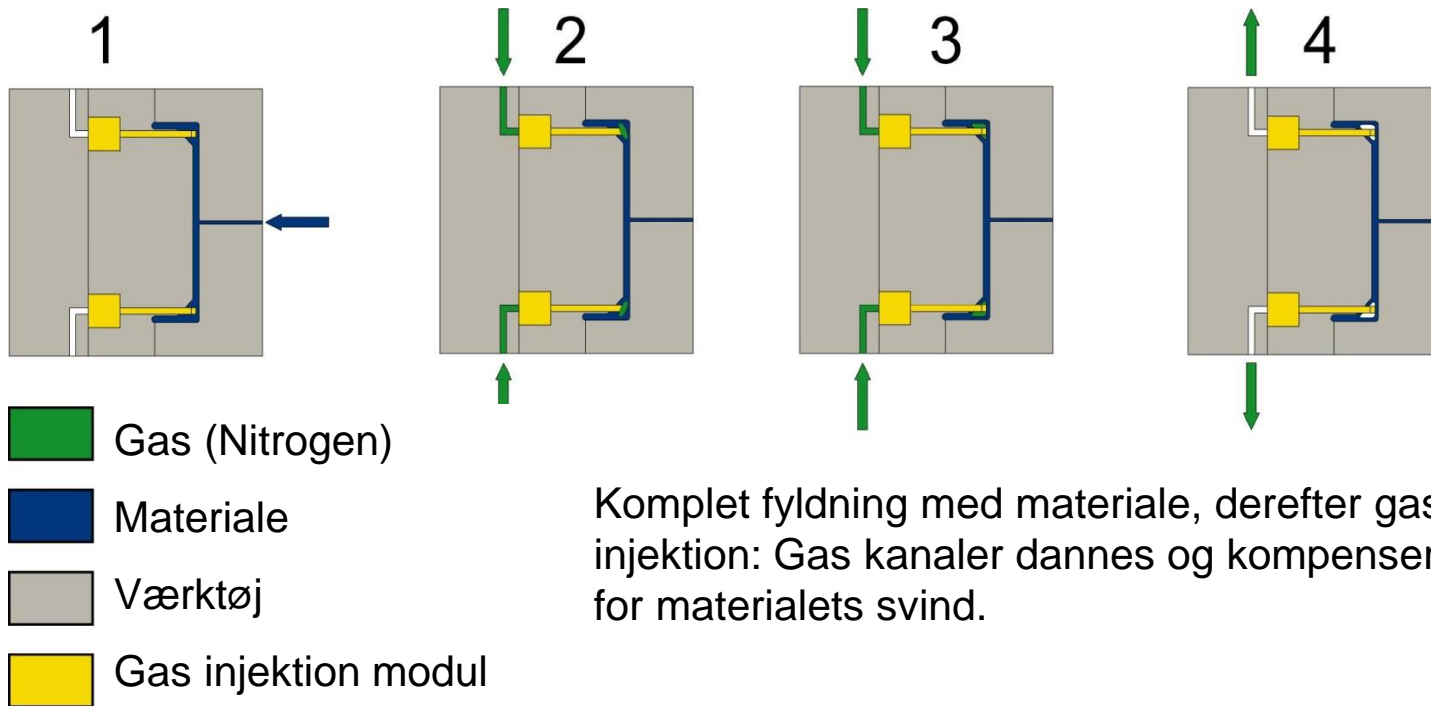 1
2
3
4
Gas (Nitrogen)
Materiale
Værktøj
Gas injektion modul
Komplet fyldning med materiale, derefter gas
injektion: Gas kanaler dannes og kompenser
for materialets svind.